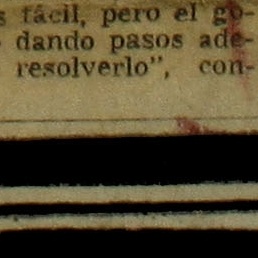 s fácil, pero el go-
dando pasos ade-
resolverlo”, con-